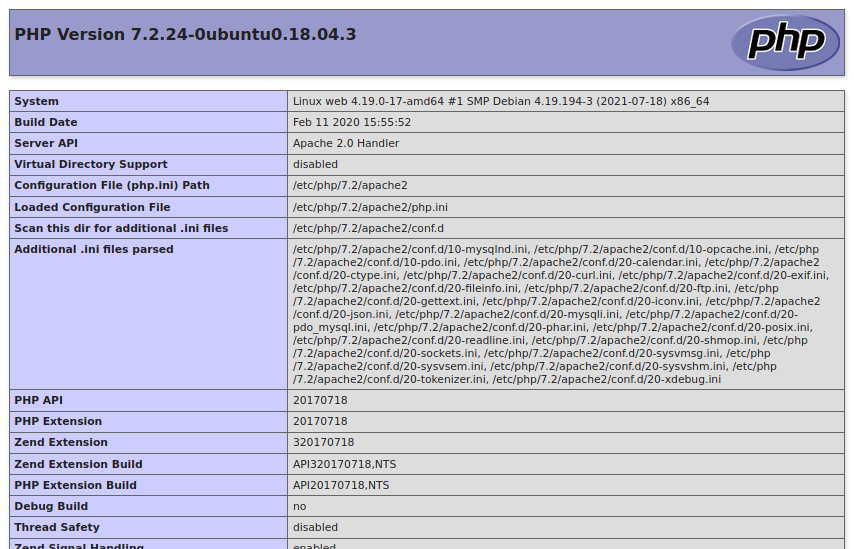 PHP Version 7.2.24-0ubuntu0.18.04.3
php
System Linux web 4.19.0-17-amd64 #1 SMP Debian 4.19.194-3 (2021-07-18) x86_64
Build Date Feb 11 2020 15:55:52
Server API Apache 2.0 Handler
Virtual Directory Support disabled
Configuration File (php.ini) Path /etc/php/7.2/apache2
Loaded Configuration File /etc/php/7.2/apache2/php.ini
Scan this dir for additional .ini files /etc/php/7.2/apache2/conf.d
Additional .ini files parsed /etc/php/7.2/apache2/conf.d/10-mysqlnd.ini, /etc/php/7.2/apache2/conf.d/10-opcache.ini, /etc/php
/7.2/apache2/conf.d/10-pdo.ini, /etc/php/7.2/apache2/conf.d/20-calendar.ini, /etc/php/7.2/apache2
/conf.d/20-ctype.ini, /etc/php/7.2/apache2/conf.d/20-curl.ini, /etc/php/7.2/apache2/conf.d/20-exif.ini,
/etc/php/7.2/apache2/conf.d/20-fileinfo.ini, /etc/php/7.2/apache2/conf.d/20-ftp.ini, /etc/php
/7.2/apache2/conf.d/20-gettext.ini, /etc/php/7.2/apache2/conf.d/20-iconv.ini, /etc/php/7.2/apache2
/conf.d/20-json.ini, /etc/php/7.2/apache2/conf.d/20-mysqli.ini, /etc/php/7.2/apache2/conf.d/20-
pdo_mysql.ini, /etc/php/7.2/apache2/conf.d/20-phar.ini, /etc/php/7.2/apache2/conf.d/20-posix.ini,
/etc/php/7.2/apache2/conf.d/20-readline.ini, /etc/php/7.2/apache2/conf.d/20-shmop.ini, /etc/php
/7.2/apache2/conf.d/20-sockets.ini, /etc/php/7.2/apache2/conf.d/20-sysvmsg.ini, /etc/php
/7.2/apache2/conf.d/20-sysvsem.ini, /etc/php/7.2/apache2/conf.d/20-sysvshm.ini, /etc/php
/7.2/apache2/conf.d/20-tokenizer.ini, /etc/php/7.2/apache2/conf.d/20-xdebug.ini
PHP API 20170718
PHP Extension 20170718
Zend Extension 320170718
Zend Extension Build API320170718,NTS
PHP Extension Build API20170718,NTS
Debug Build no
Thread Safety disabled
Zend Signal Handling enabled